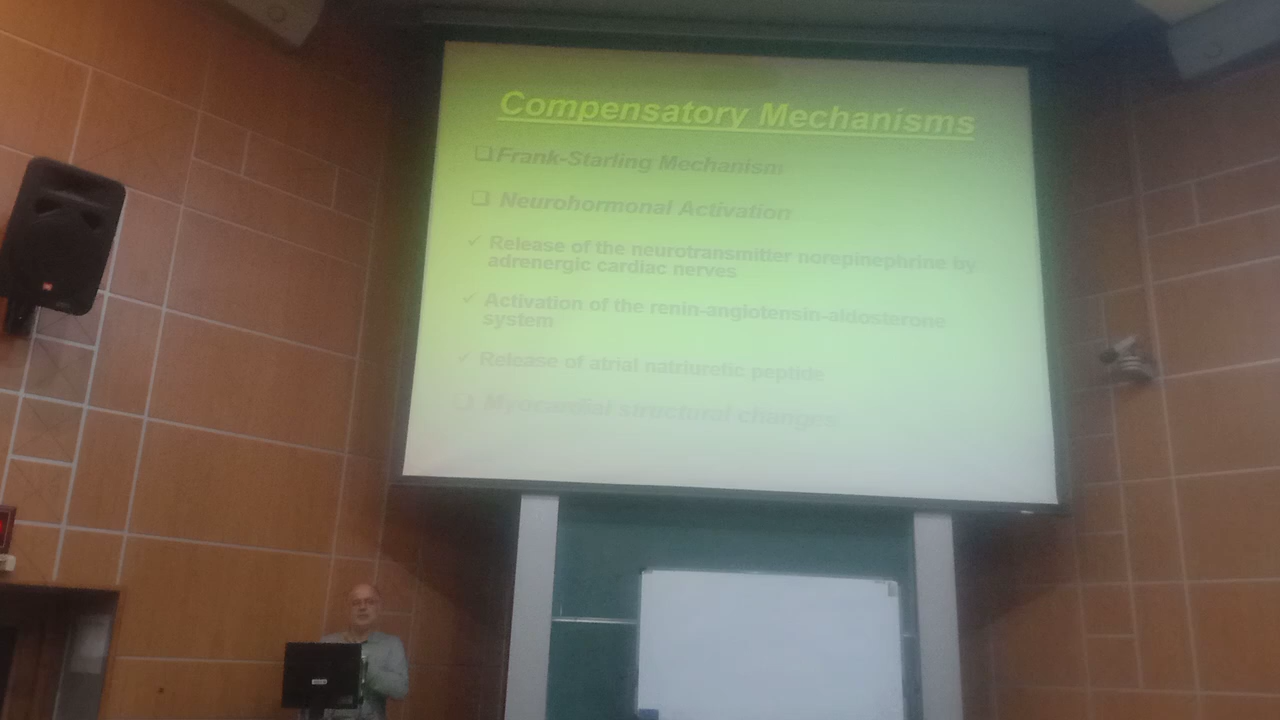 Compensatory Mechanisms
❑Frank-Starling Mechanism
❑ Neurohormonal Activation
✓ Release of the neurotransmitter norepinephrine by
adrenergic cardiac nerves
✓ Activation of the renin-angiotensin-aldosterone
system
✓ Release of atrial natriuretic peptide
❑ Myocardial structural changes